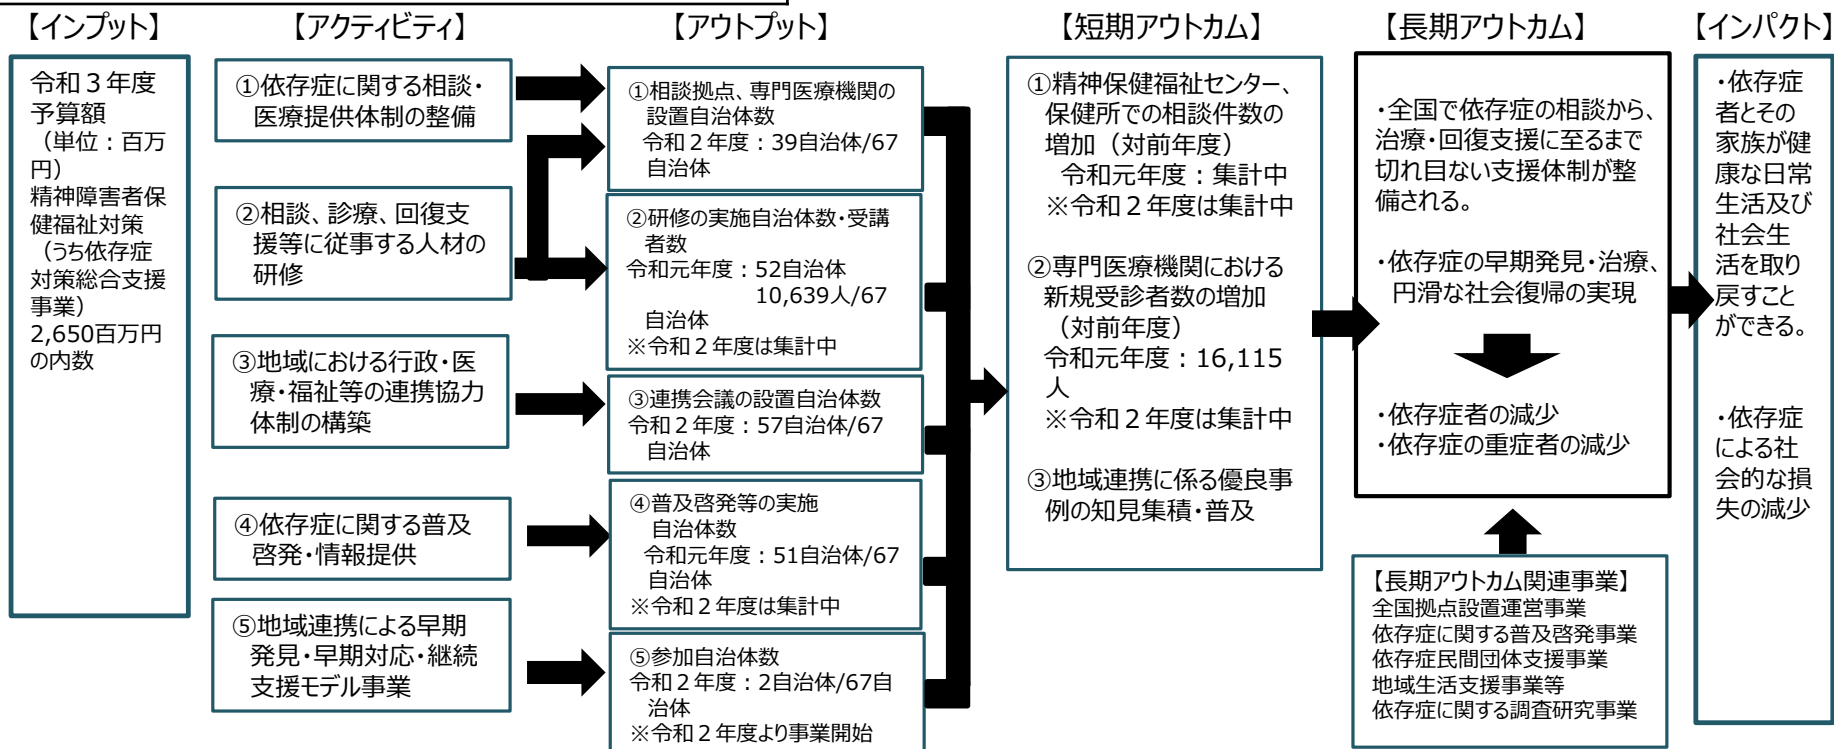 【インプット】
【アクティビティ】
【アウトプット】
【短期アウトカム】
【長期アウトカム】
【インパクト】
令和３年度
予算額
（単位：百万
円）
精神障害者保
健福祉対策
（うち依存症
対策総合支援
事業）
2,650百万円
の内数
①依存症に関する相談・
医療提供体制の整備
②相談、診療、回復支
援等に従事する人材の
研修
③地域における行政・医
療・福祉等の連携協力
体制の構築
④依存症に関する普及
啓発・情報提供
⑤地域連携による早期
発見・早期対応・継続
支援モデル事業
①相談拠点、専門医療機関の
設置自治体数
令和２年度：39自治体/67
自治体
②研修の実施自治体数・受講
者数
令和元年度：52自治体
10,639人/67
自治体
※令和２年度は集計中
③連携会議の設置自治体数
令和２年度：57自治体/67
自治体
④普及啓発等の実施
自治体数
令和元年度：51自治体/67
自治体
※令和２年度は集計中
⑤参加自治体数
令和２年度：2自治体/67自
治体
※令和２年度より事業開始
①精神保健福祉センター、
保健所での相談件数の
増加（対前年度）
令和元年度：集計中
※令和２年度は集計中
②専門医療機関における
新規受診者数の増加
（対前年度）
令和元年度：16,115
人
※令和２年度は集計中
③地域連携に係る優良事
例の知見集積・普及
・全国で依存症の相談から、
治療・回復支援に至るまで
切れ目ない支援体制が整
備される。
・依存症の早期発見・治療、
円滑な社会復帰の実現
・依存症者の減少
・依存症の重症者の減少
【長期アウトカム関連事業】
全国拠点設置運営事業
依存症に関する普及啓発事業
依存症民間団体支援事業
地域生活支援事業等
依存症に関する調査研究事業
・依存症
者とその
家族が健
康な日常
生活及び
社会生
活を取り
戻すこと
ができる。
・依存症
による社
会的な損
失の減少